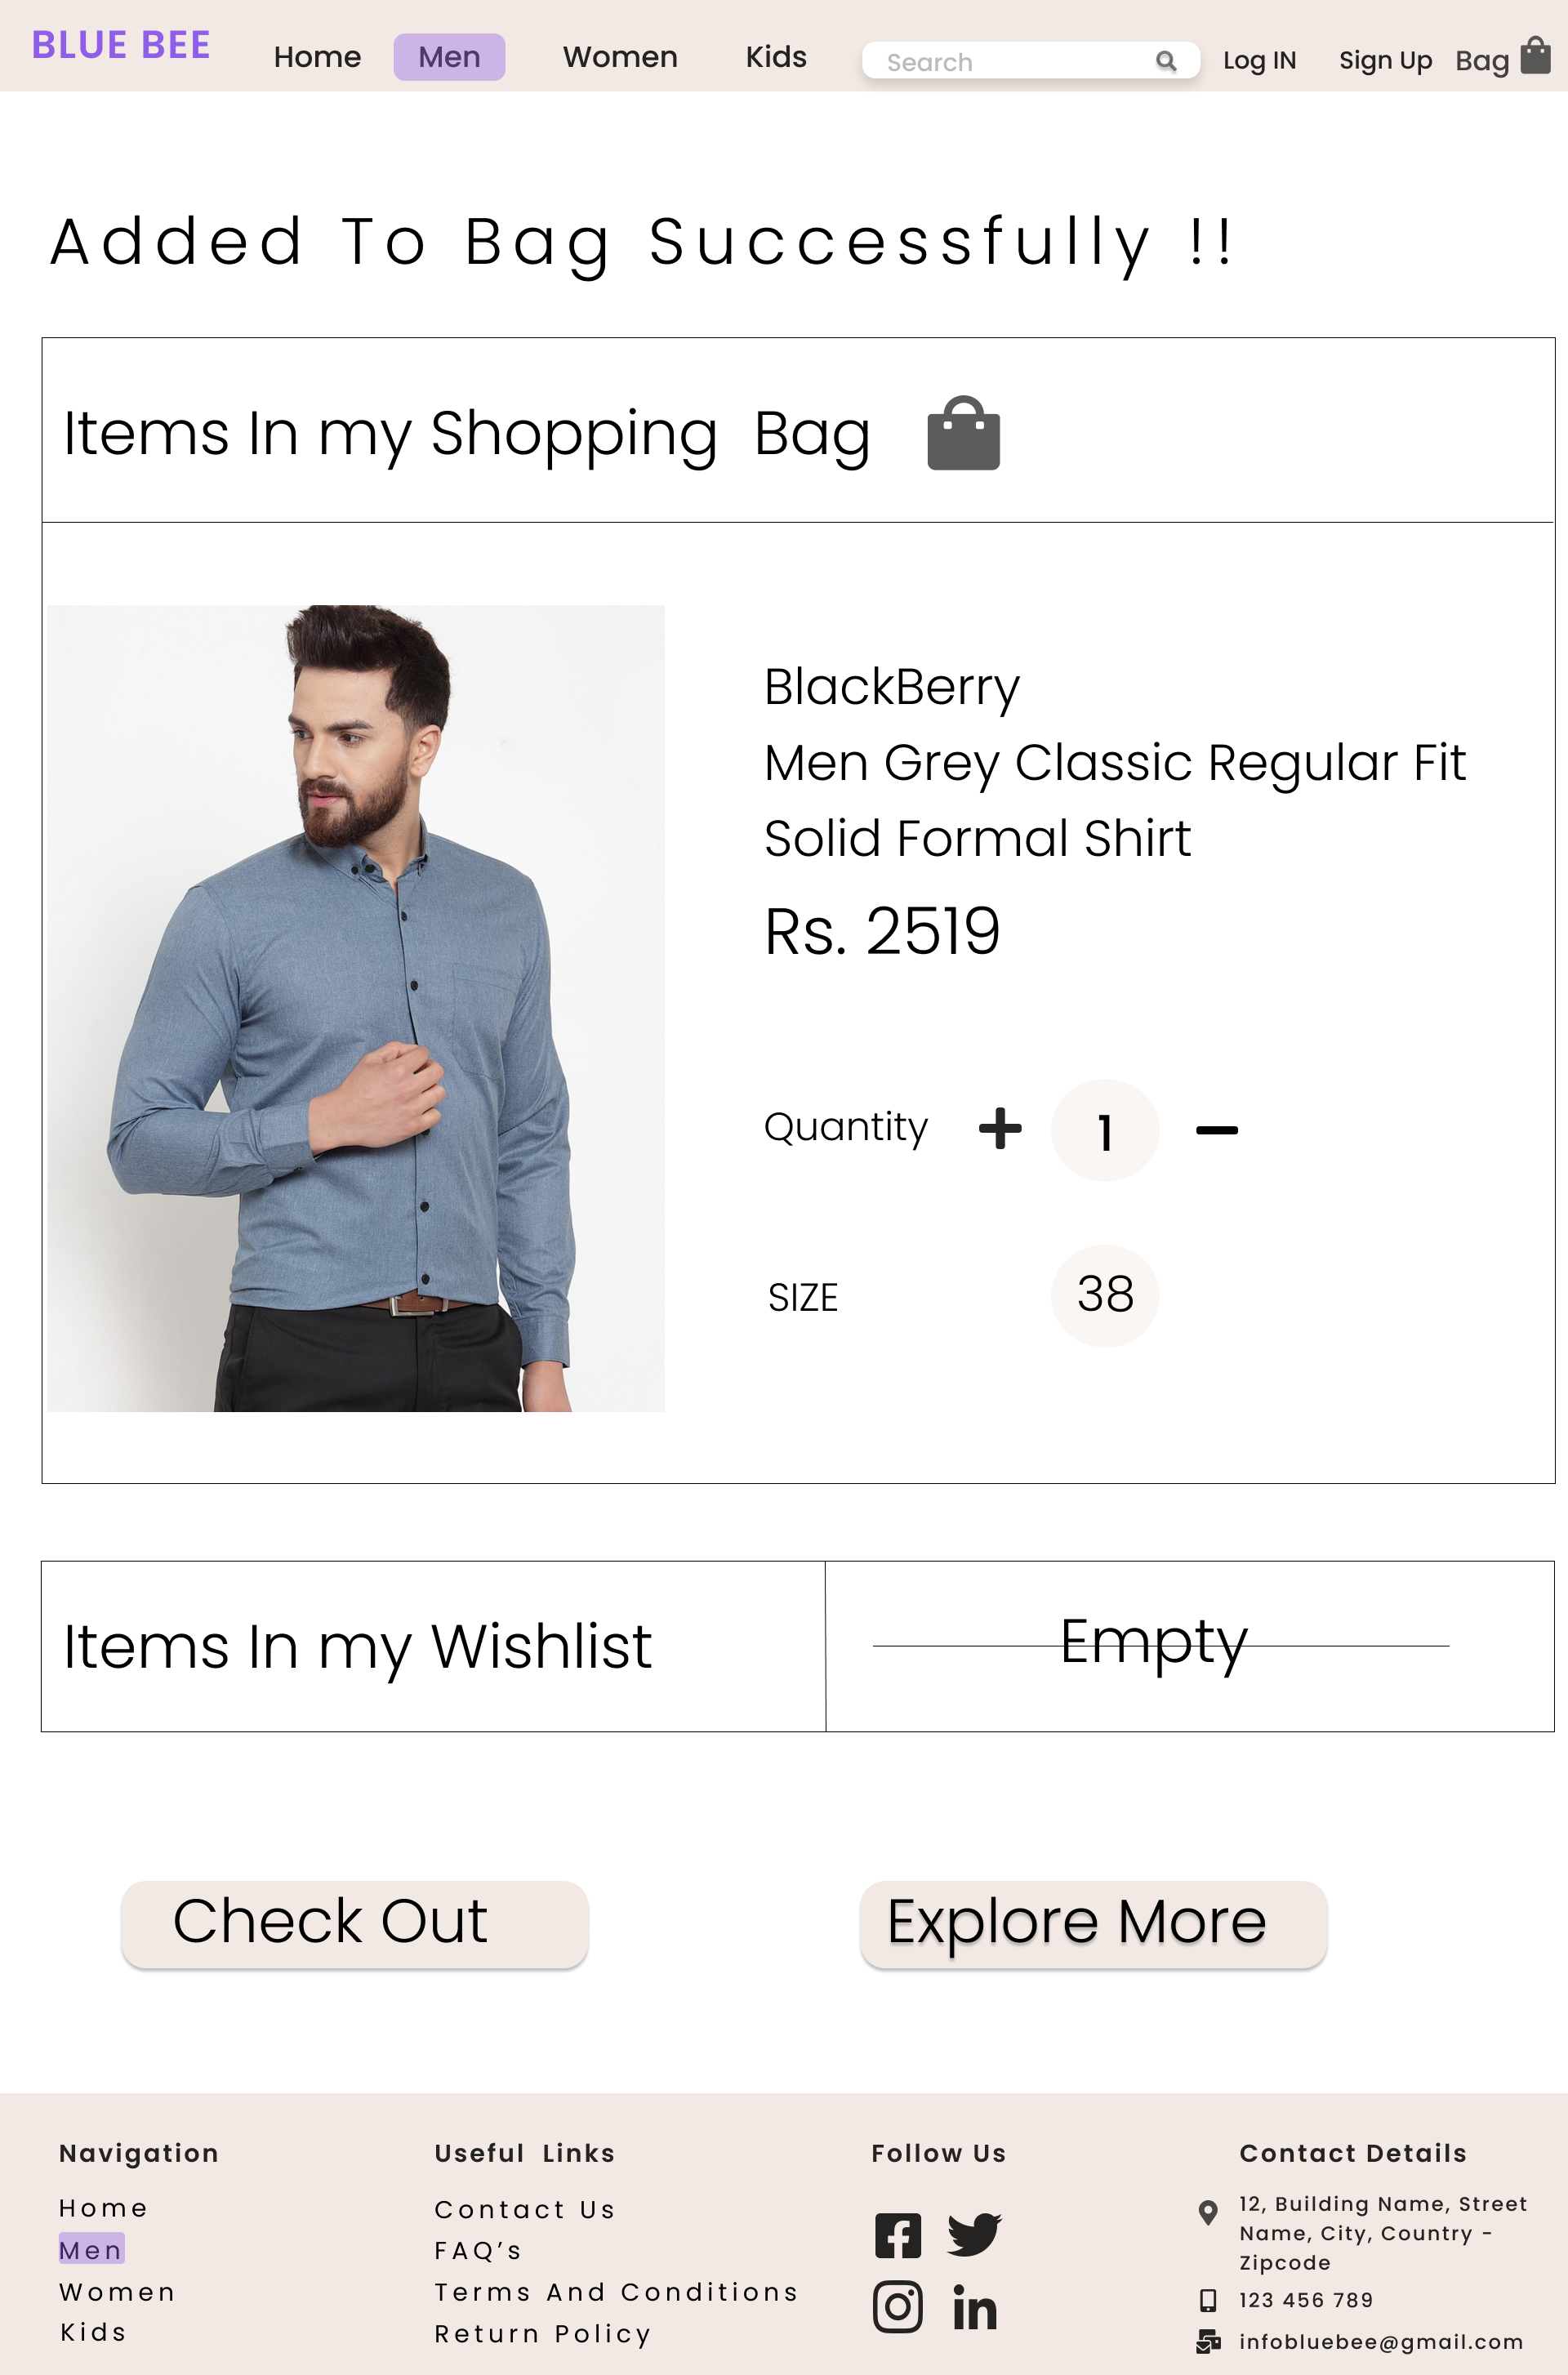 BLUE BEE Home Men Women Kids Search Log IN Sign Up Bag
Added To Bag Successfully !!
Items In my Shopping Bag
BlackBerry
Men Grey Classic Regular Fit
Solid Formal Shirt
Rs. 2519
Quantity 1
SIZE 38
Items In my Wishlist Empty
Check Out Explore More
Navigation
Home
Men
Women
Kids
Useful Links
Contact Us
FAQ’s
Terms And Conditions
Return Policy
Follow Us
Contact Details
12, Building Name, Street
Name, City, Country -
Zipcode
123 456 789
infobluebee@gmail.com